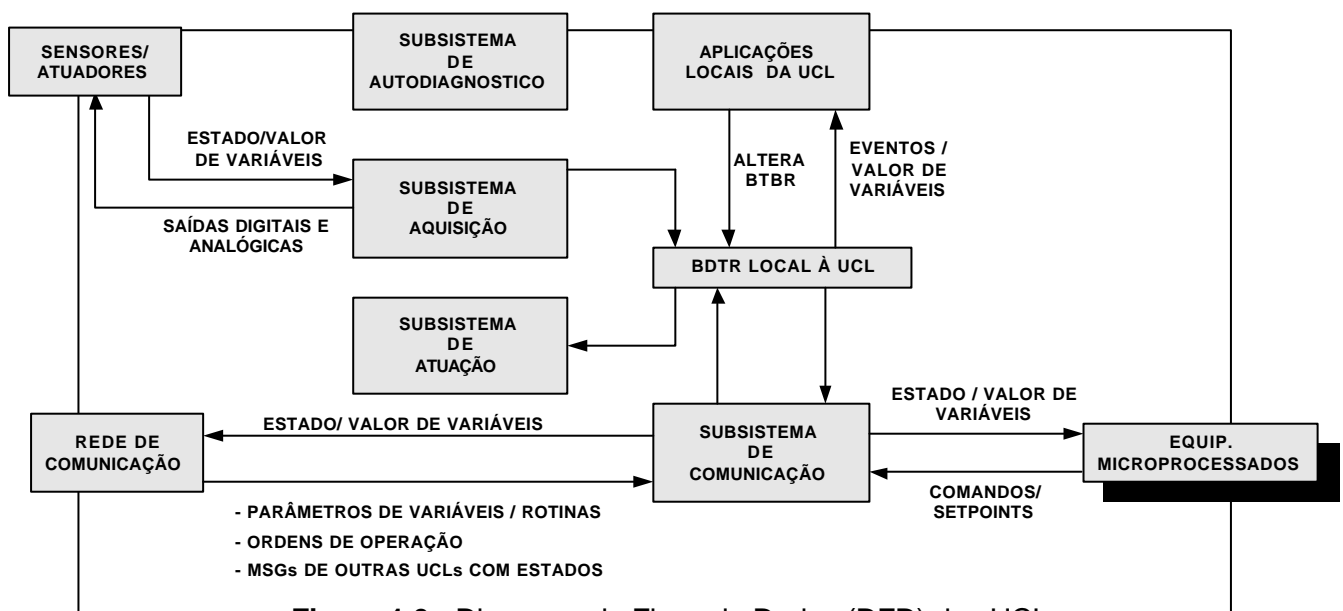 SENSORES/
ATUADORES
SUBSISTEMA
DE
AUTODIAGNOSTICO
APLICAÇÕES
LOCAIS DA UCL
ESTADO/VALOR
DE VARIÁVEIS
SUBSISTEMA
DE
AQUISIÇÃO
SAÍDAS DIGITAIS E
ANALÓGICAS
ALTERA
BTBR
EVENTOS /
VALOR DE
VARIÁVEIS
BDTR LOCAL À UCL
SUBSISTEMA
DE
ATUAÇÃO
REDE DE
COMUNICAÇÃO
ESTADO/ VALOR DE VARIÁVEIS
SUBSISTEMA
DE
COMUNICAÇÃO
ESTADO / VALOR DE
VARIÁVEIS
EQUIP.
MICROPROCESSADOS
COMANDOS/
SETPOINTS
- PARÂMETROS DE VARIÁVEIS / ROTINAS
- ORDENS DE OPERAÇÃO
- MSGs DE OUTRAS UCLs COM ESTADOS